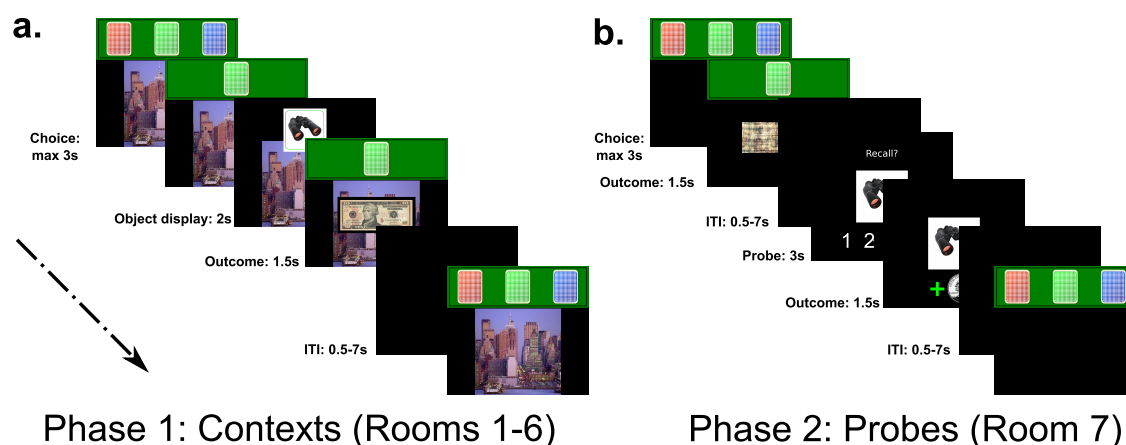 a.
Choice:
max 3s
Object display: 2s
Outcome: 1.5s
ITI: 0.5-7s
Phase 1: Contexts (Rooms 1-6)
b.
Choice:
max 3s
Outcome: 1.5s
Recall?
ITI: 0.5-7s
1 2
Probe: 3s
Outcome: 1.5s
+
ITI: 0.5-7s
Phase 2: Probes (Room 7)